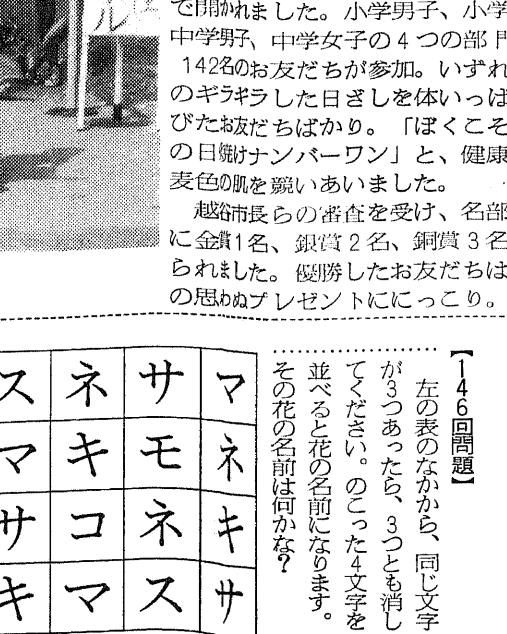 で開かれました。小学男子、小学
中学男子、中学女子の4つの部門
142名のお友だちが参加。いずれ
のギラギラした日ざしを体いっぱ
びたお友だちばかり。「ぼくこそ
の日焼けナンバーワン」と、健康
麦色の肌を競いあいました。
越谷市長らの審査を受け、各部
に金賞1名、銀賞2名、銅賞3名
られました。優勝したお友だちは
の思わぬプレゼントににっこり。
【146回問題】
左の表のなかから、同じ文字
が3つあったら、3つとも消し
てください。のこった4文字を
並べると花の名前になります。
その花の名前は何かな?
スネサマ
マキモネ
サコネキ
キマスサ